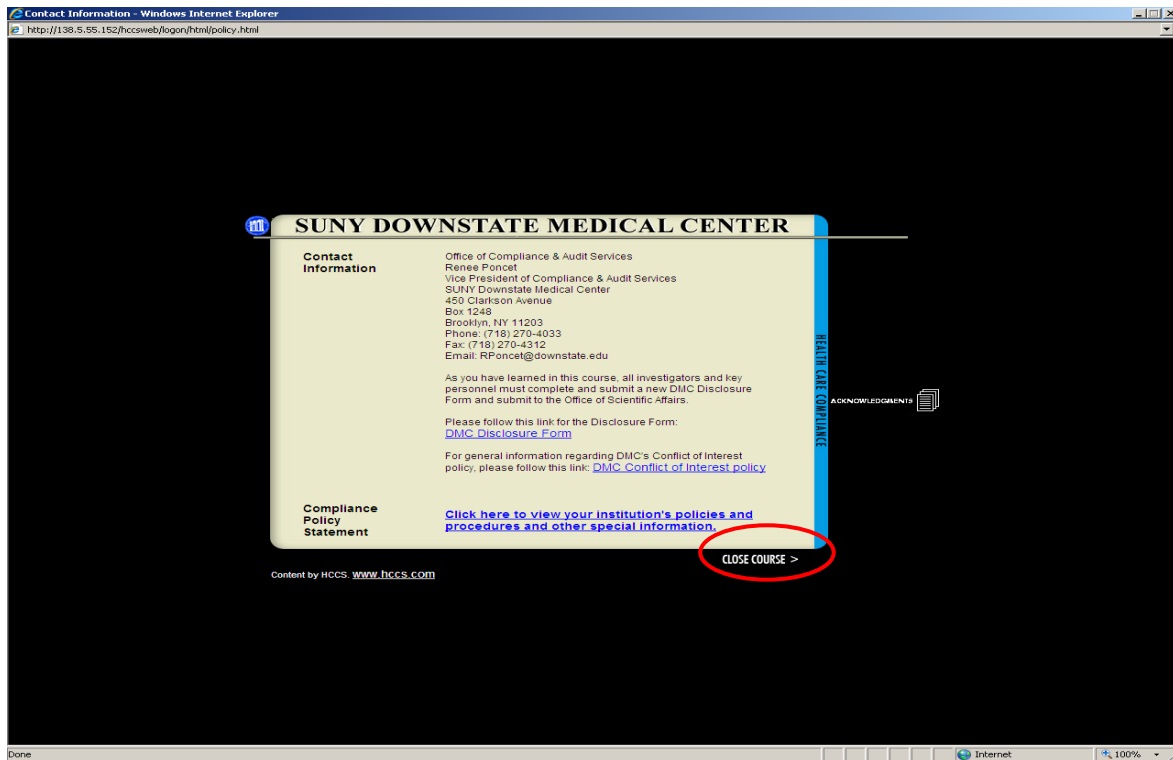 Contact Information - Windows Internet Explorer
http://138.5.55.152/hccsweb/logon/html/policy.html
m
SUNY DOWNSTATE MEDICAL CENTER
Contact
Information
Office of Compliance & Audit Services
Renee Poncet
Vice President of Compliance & Audit Services
SUNY Downstate Medical Center
450 Clarkson Avenue
Box 1248
Brooklyn, NY 11203
Phone: (718) 270-4033
Fax: (718) 270-4312
Email: RPoncet@downstate.edu
As you have learned in this course, all investigators and key
personnel must complete and submit a new DMC Disclosure
Form and submit to the Office of Scientific Affairs.
Please follow this link for the Disclosure Form:
DMC Disclosure Form
For general information regarding DMC's Conflict of Interest
policy, please follow this link: DMC Conflict of Interest policy
Compliance
Policy
Statement
Click here to view your institution's policies and
procedures and other special information.
HEALTH CARE COMPLIANCE
ACKNOWLEDGMENTS
CLOSE COURSE >
Content by HCCS. www.hccs.com
Done
Internet
100%